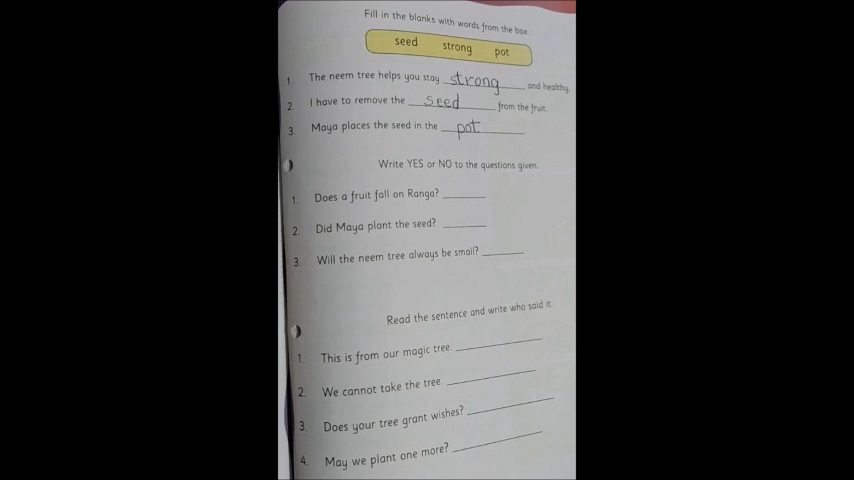 Fill in the blanks with words from the box.
seed strong pot
1. The neem tree helps you stay strong and healthy.
2. I have to remove the seed from the fruit.
3. Maya places the seed in the pot
Write YES or NO to the questions given.
1. Does a fruit fall on Ranga?
2. Did Maya plant the seed?
3. Will the neem tree always be small?
Read the sentence and write who said it.
1. This is from our magic tree.
2. We cannot take the tree.
3. Does your tree grant wishes?
4. May we plant one more?